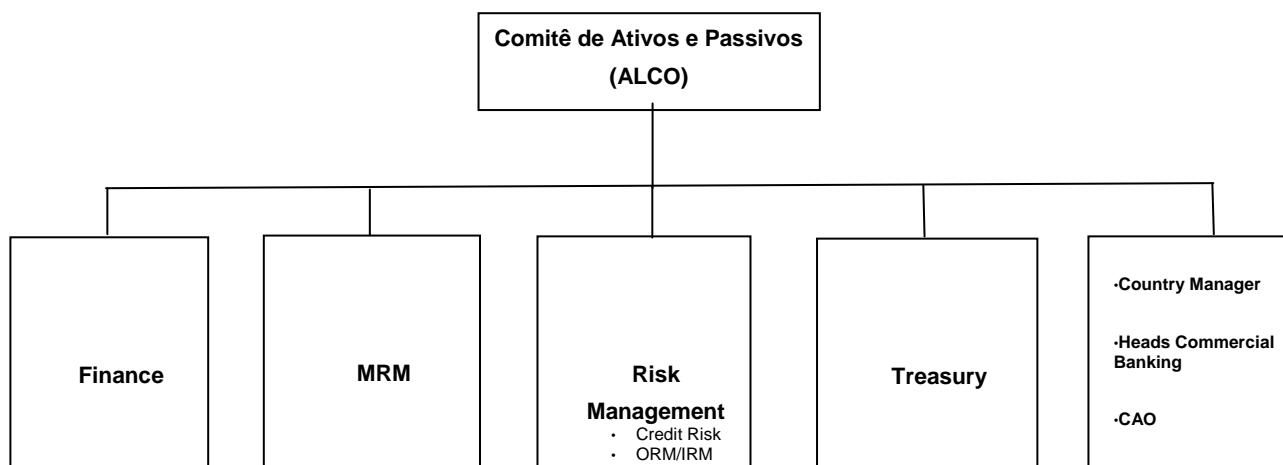 Comitê de Ativos e Passivos
(ALCO)
Finance
MRM
Risk
Management
• Credit Risk
• ORM/IRM
Treasury
•Country Manager
•Heads Commercial
Banking
•CAO